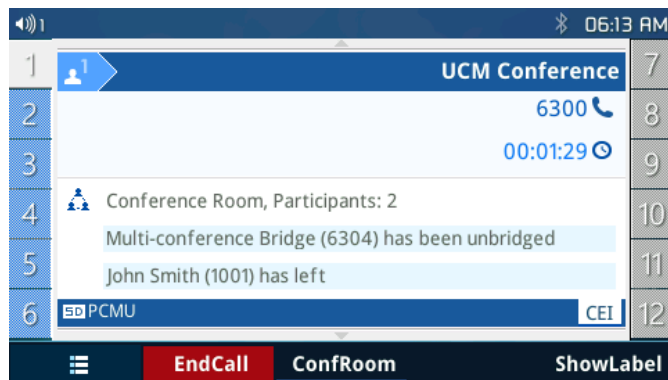 1 06:13 AM
1 1 UCM Conference 7
2 6300 8
3 00:01:29 9
4 Conference Room, Participants: 2 10
Multi-conference Bridge (6304) has been unbridged
5 John Smith (1001) has left 11
6 SD PCMU CEI 12
EndCall ConfRoom ShowLabel